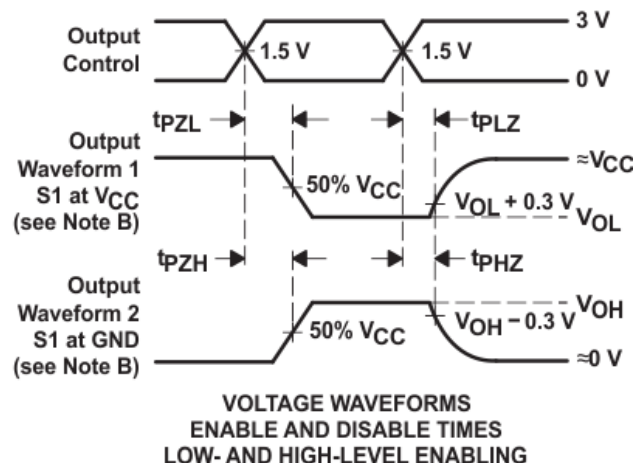 Output
Control
3 V
1.5 V
1.5 V
0 V
tPZL
tPLZ
Output
Waveform 1
S1 at VCC
(see Note B)
≈VCC
50% VCC
VOL + 0.3 V
VOL
tPZH
tPHZ
Output
Waveform 2
S1 at GND
(see Note B)
VOH
50% VCC
VOH − 0.3 V
≈0 V
VOLTAGE WAVEFORMS
ENABLE AND DISABLE TIMES
LOW- AND HIGH-LEVEL ENABLING